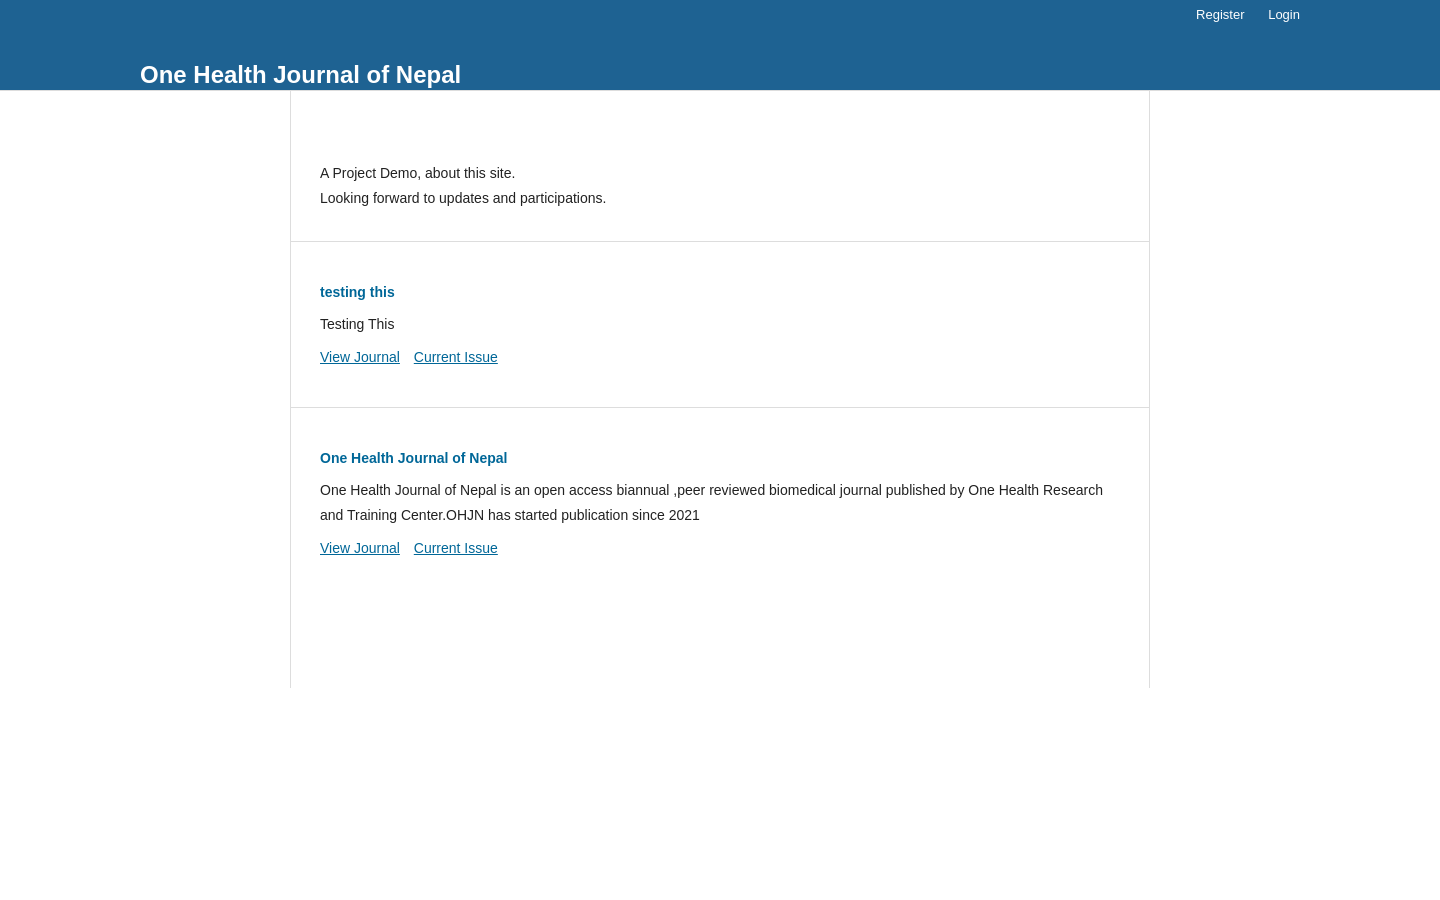 Register Login
One Health Journal of Nepal
A Project Demo, about this site.
Looking forward to updates and participations.
testing this
Testing This
View Journal Current Issue
One Health Journal of Nepal
One Health Journal of Nepal is an open access biannual ,peer reviewed biomedical journal published by One Health Research
and Training Center.OHJN has started publication since 2021
View Journal Current Issue